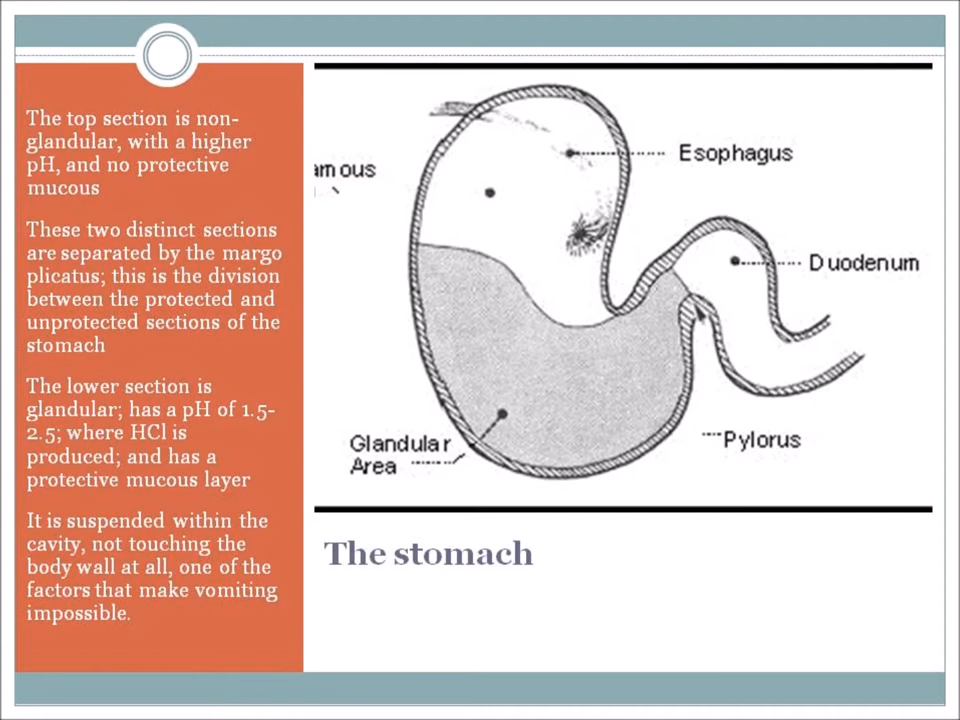 The top section is non-
glandular, with a higher
pH, and no protective
mucous
These two distinct sections
are separated by the margo
plicatus; this is the division
between the protected and
unprotected sections of the
stomach
The lower section is
glandular; has a pH of 1.5-
2.5; where HCl is
produced; and has a
protective mucous layer
It is suspended within the
cavity, not touching the
body wall at all, one of the
factors that make vomiting
impossible.
Esophagus
amous
Duodenum
Glandular
Area
Pylorus
The stomach